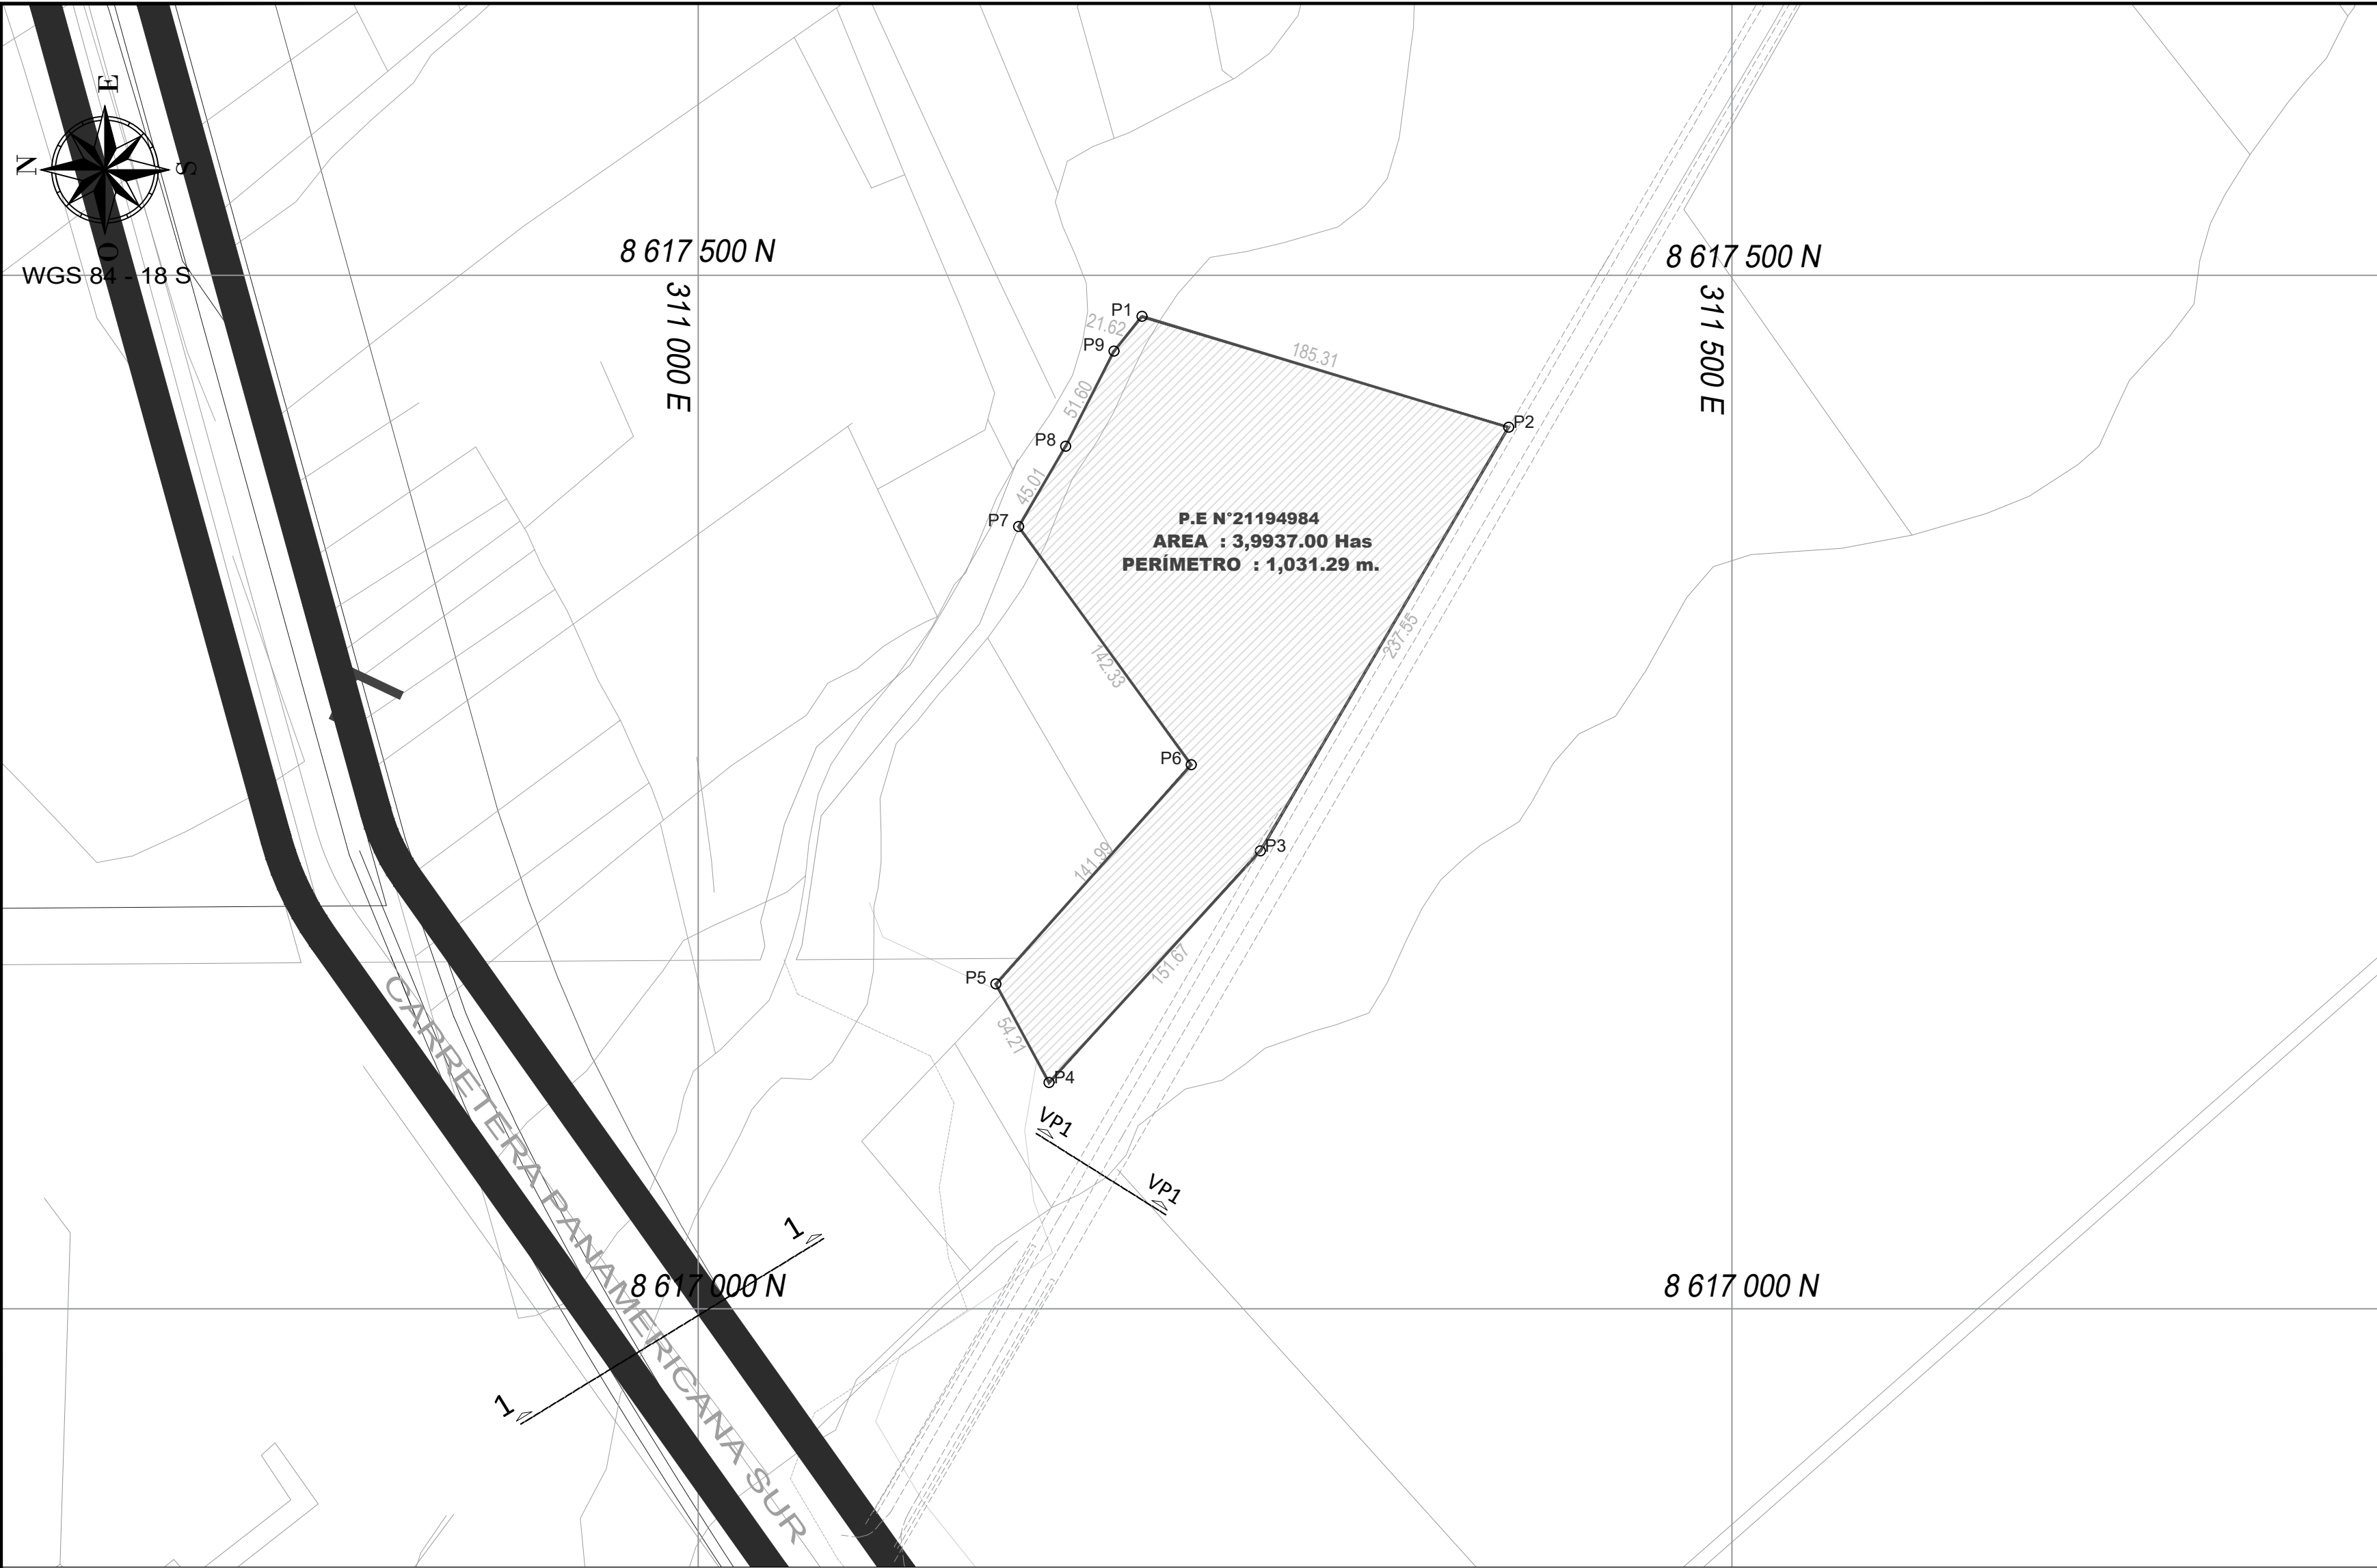 E
N
S
O
WGS 84 - 18 S
8 617 500 N
311 000 E
8 617 500 N
311 500 E
P1
21.62
P9
185.31
51.60
P8
P2
45.01
P7
P.E N°21194984
AREA : 3,9937.00 Has
PERÍMETRO : 1,031.29 m.
142.33
237.55
P6
P3
141.99
151.67
P5
54.21
P4
VP1
VP1
CARRETERA PANAMERICANA SUR
1
1
8 617 000 N
8 617 000 N